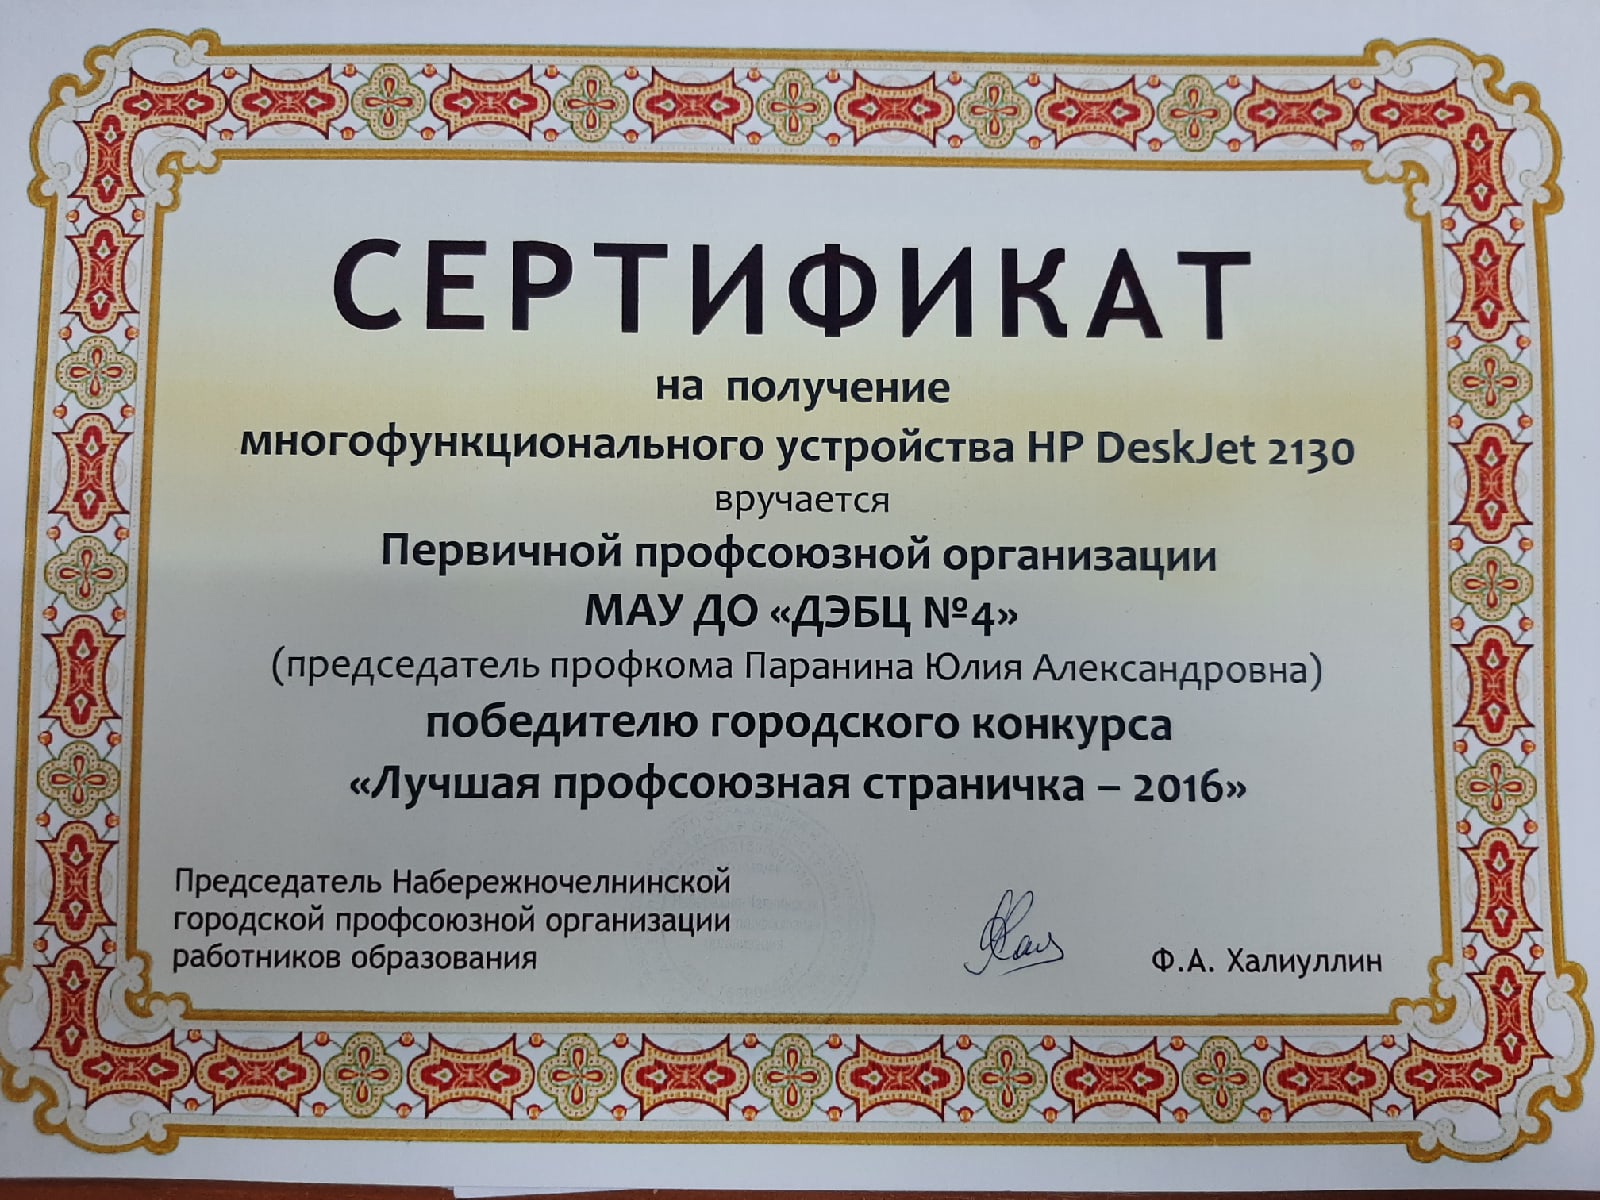 СЕРТИФИКАТ
на получение
многофункционального устройства HP DeskJet 2130
вручается
Первичной профсоюзной организации
МАУ ДО «ДЭБЦ №4»
(председатель профкома Паранина Юлия Александровна)
победителю городского конкурса
«Лучшая профсоюзная страничка – 2016»
Председатель Набережночелнинской
городской профсоюзной организации
работников образования
Ф.А. Халиуллин